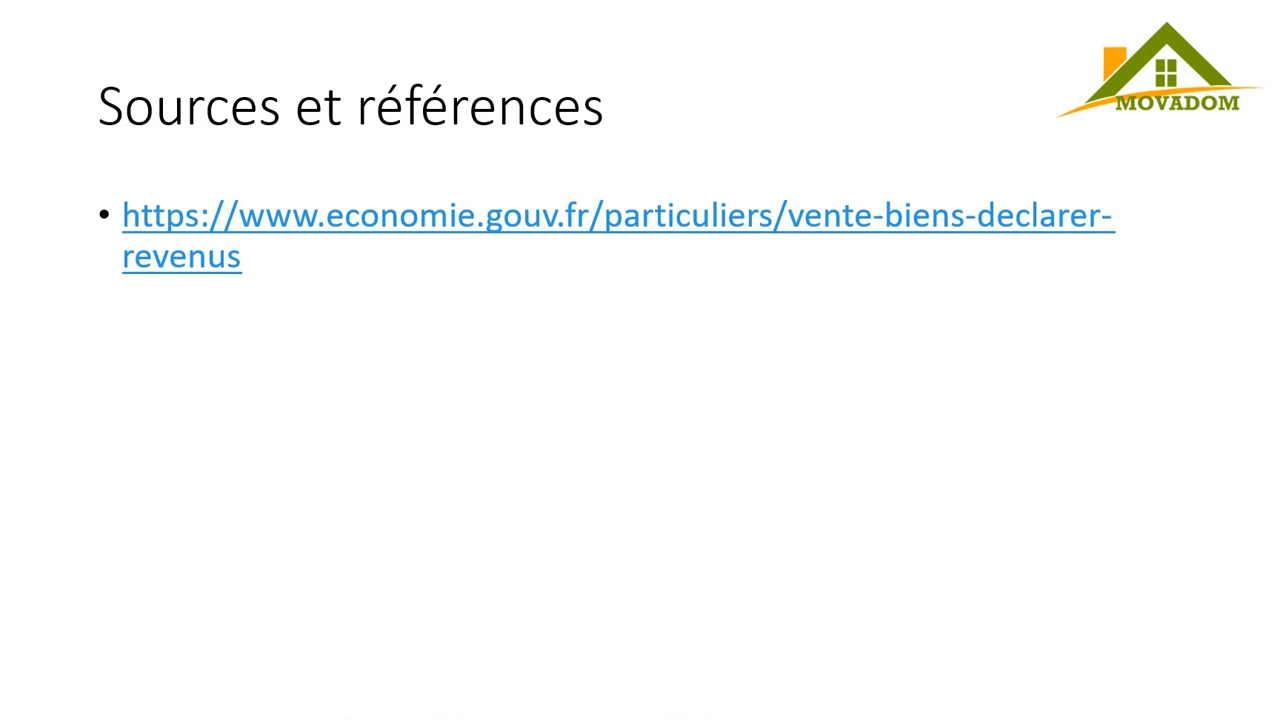 MOVADOM
Sources et références
• https://www.economie.gouv.fr/particuliers/vente-biens-declarer-
revenus